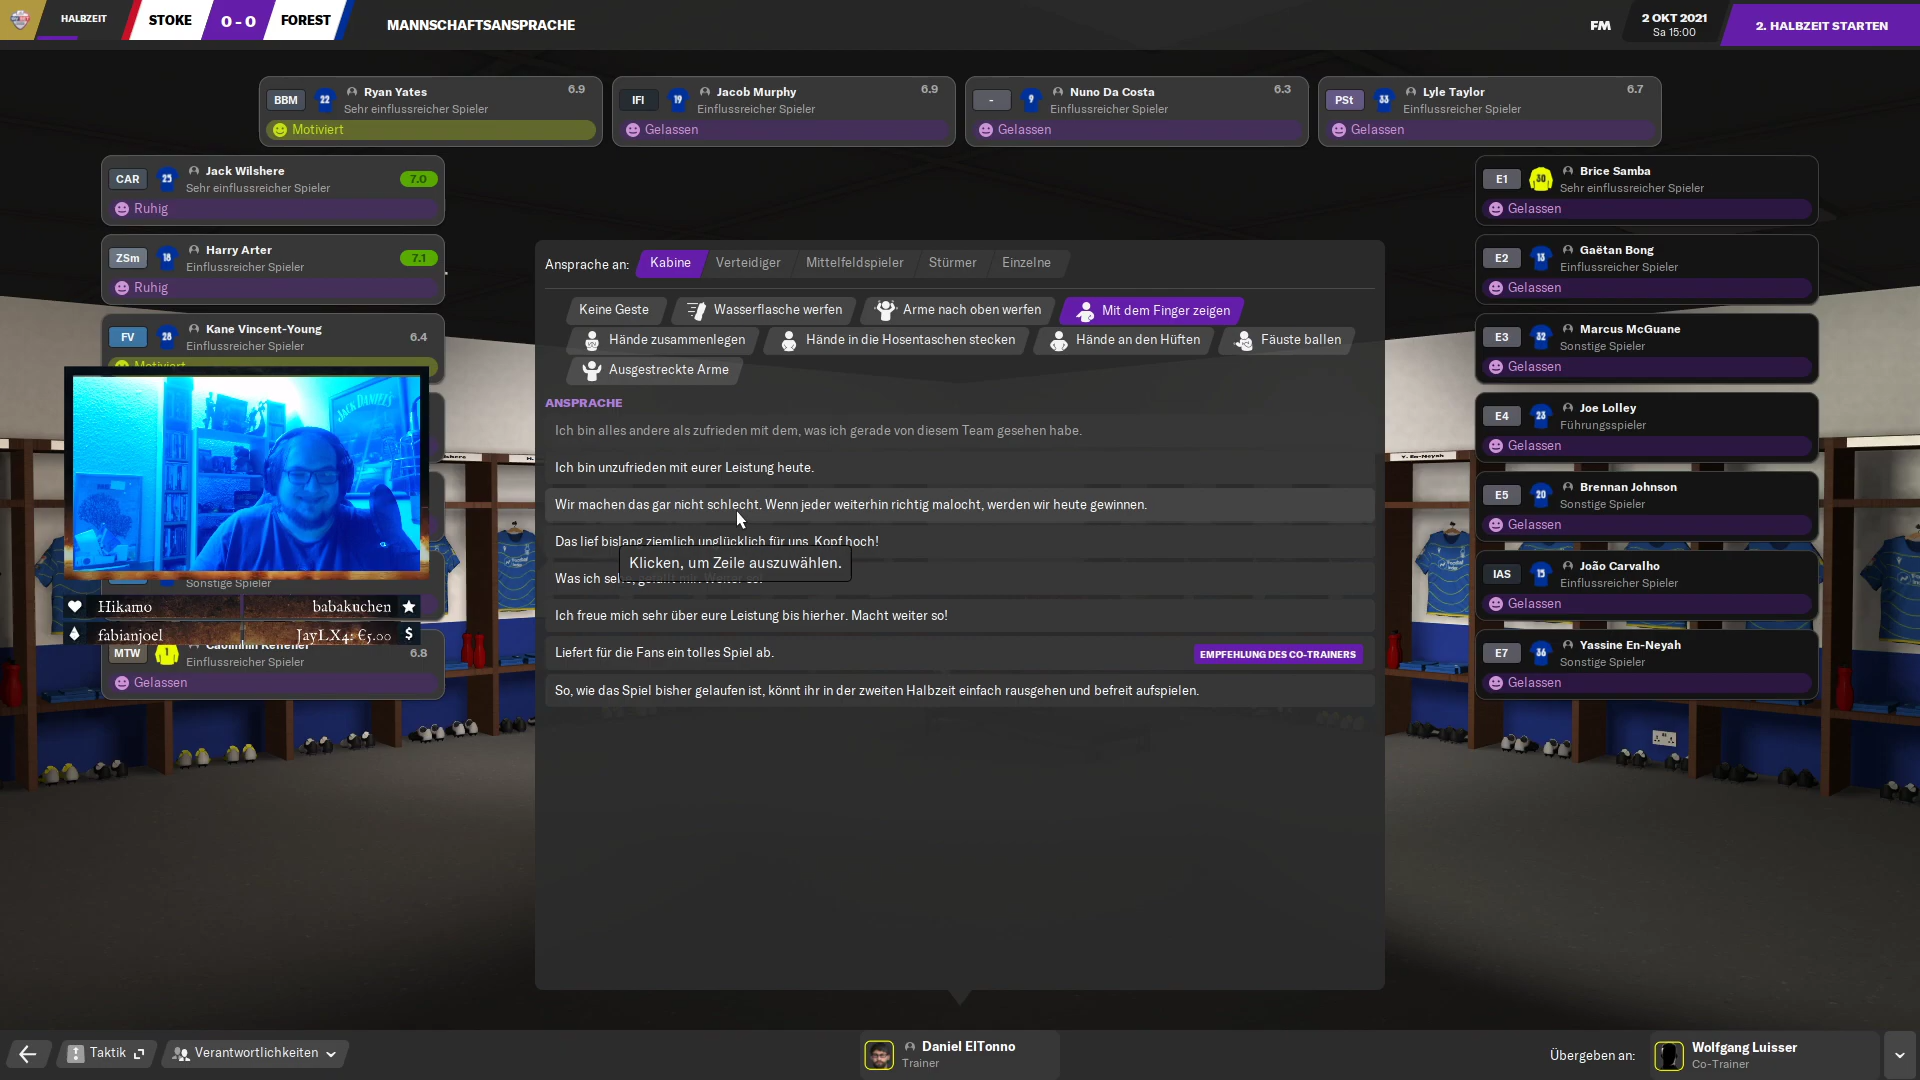 HALBZEIT
STOKE
0 - 0
FOREST
MANNSCHAFTSANSPRACHE
FM
2 OKT 2021
Sa 15:00
2. HALBZEIT STARTEN
BBM
22
Ryan Yates
6.9
Sehr einflussreicher Spieler
Motiviert
IFI
19
Jacob Murphy
6.9
Einflussreicher Spieler
Gelassen
-
9
Nuno Da Costa
6.3
Einflussreicher Spieler
Gelassen
PSt
33
Lyle Taylor
6.7
Einflussreicher Spieler
Gelassen
CAR
25
Jack Wilshere
7.0
Sehr einflussreicher Spieler
Ruhig
ZSm
18
Harry Arter
7.1
Einflussreicher Spieler
Ruhig
FV
28
Kane Vincent-Young
6.4
Einflussreicher Spieler
Motiviert
JACK DANIEL'S
Sonstige Spieler
Hikamo
babakuchen
fabianjoel
JayLX4: €5.00
$
MTW
1
Kelleher
6.8
Einflussreicher Spieler
Gelassen
Ansprache an:
Kabine
Verteidiger
Mittelfeldspieler
Stürmer
Einzelne
Keine Geste
Wasserflasche werfen
Arme nach oben werfen
Mit dem Finger zeigen
Hände zusammenlegen
Hände in die Hosentaschen stecken
Hände an den Hüften
Fäuste ballen
Ausgestreckte Arme
ANSPRACHE
Ich bin alles andere als zufrieden mit dem, was ich gerade von diesem Team gesehen habe.
Ich bin unzufrieden mit eurer Leistung heute.
Wir machen das gar nicht schlecht. Wenn jeder weiterhin richtig malocht, werden wir heute gewinnen.
Das lief bislang ziemlich unglücklich für uns. Kopf hoch!
Klicken, um Zeile auszuwählen.
Was ich sehe, gefällt mir. Weiter so!
Ich freue mich sehr über eure Leistung bis hierher. Macht weiter so!
Liefert für die Fans ein tolles Spiel ab.
EMPFEHLUNG DES CO-TRAINERS
So, wie das Spiel bisher gelaufen ist, könnt ihr in der zweiten Halbzeit einfach rausgehen und befreit aufspielen.
E1
30
Brice Samba
Sehr einflussreicher Spieler
Gelassen
E2
13
Gaëtan Bong
Einflussreicher Spieler
Gelassen
E3
32
Marcus McGuane
Sonstige Spieler
Gelassen
E4
23
Joe Lolley
Führungsspieler
Gelassen
E5
20
Brennan Johnson
Sonstige Spieler
Gelassen
IAS
15
João Carvalho
Einflussreicher Spieler
Gelassen
E7
36
Yassine En-Neyah
Sonstige Spieler
Gelassen
Y. En-Neyah
Taktik
Verantwortlichkeiten
Daniel ElTonno
Trainer
Übergeben an:
Wolfgang Luisser
Co-Trainer